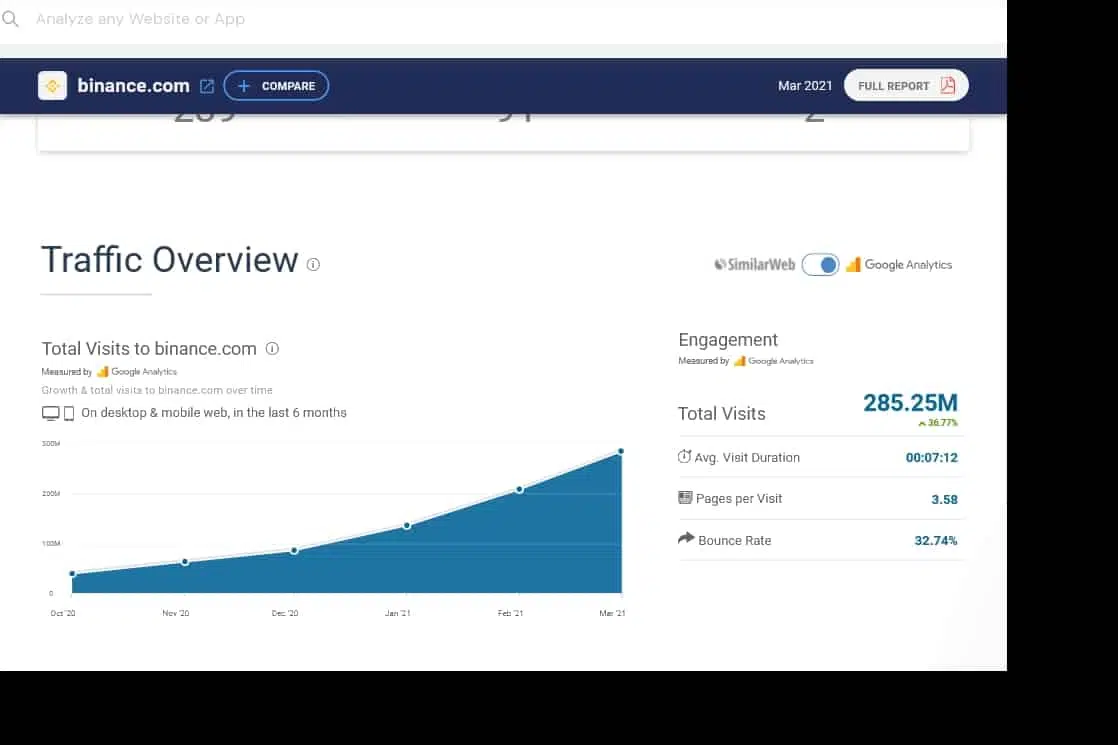 Analyze any Website or App
binance.com + COMPARE Mar 2021 FULL REPORT
Traffic Overview
SimilarWeb Google Analytics
Total Visits to binance.com
Measured by Google Analytics
Growth & total visits to binance.com over time
On desktop & mobile web, in the last 6 months
300M
200M
100M
0
Oct '20 Nov '20 Dec '20 Jan '21 Feb '21 Mar '21
Engagement
Measured by Google Analytics
Total Visits 285.25M
36.77%
Avg. Visit Duration 00:07:12
Pages per Visit 3.58
Bounce Rate 32.74%